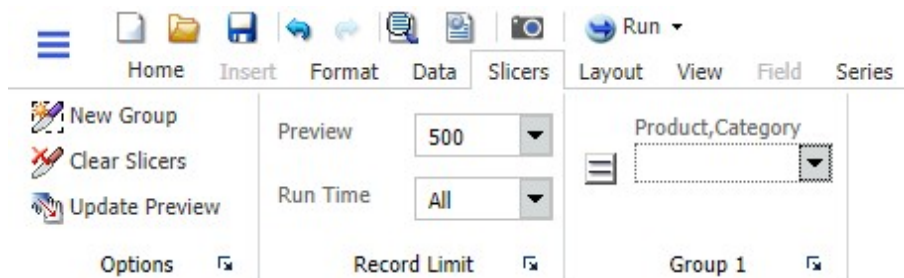 Run
Home Insert Format Data Slicers Layout View Field Series
New Group
Clear Slicers
Update Preview
Options
Preview 500
Run Time All
Record Limit
Product,Category
Group 1